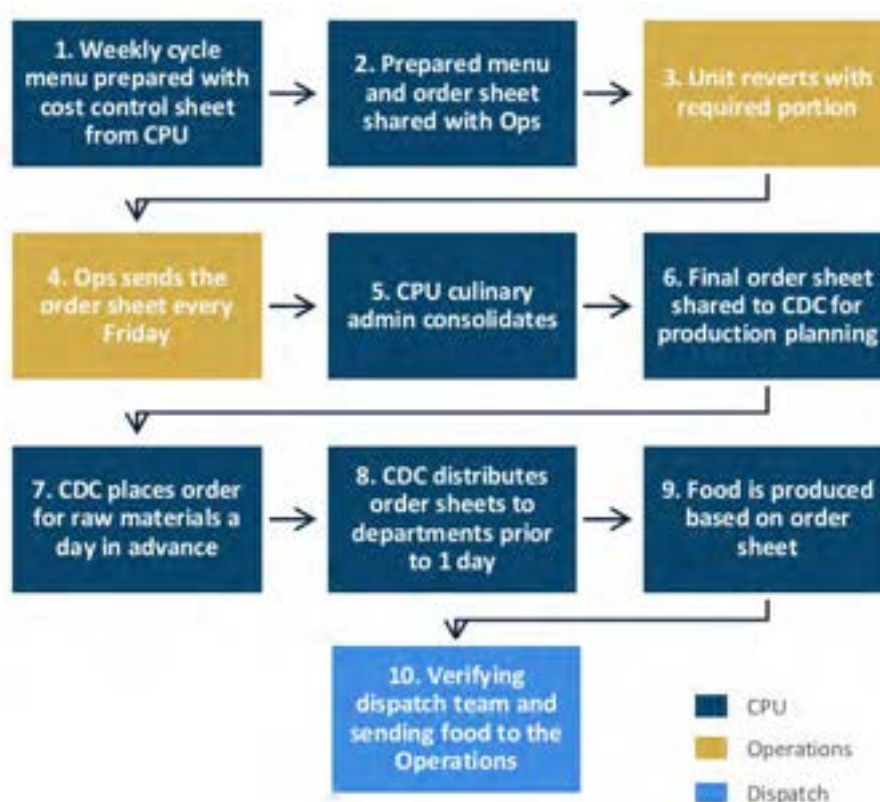 1. Weekly cycle
menu prepared with
cost control sheet
from CPU
2. Prepared menu
and order sheet
shared with Ops
3. Unit reverts with
required portion
4. Ops sends the
order sheet every
Friday
5. CPU culinary
admin consolidates
6. Final order sheet
shared to CDC for
production planning
7. CDC places order
for raw materials a
day in advance
8. CDC distributes
order sheets to
departments prior
to 1 day
9. Food is produced
based on order
sheet
10. Verifying
dispatch team and
sending food to the
Operations
CPU
Operations
Dispatch